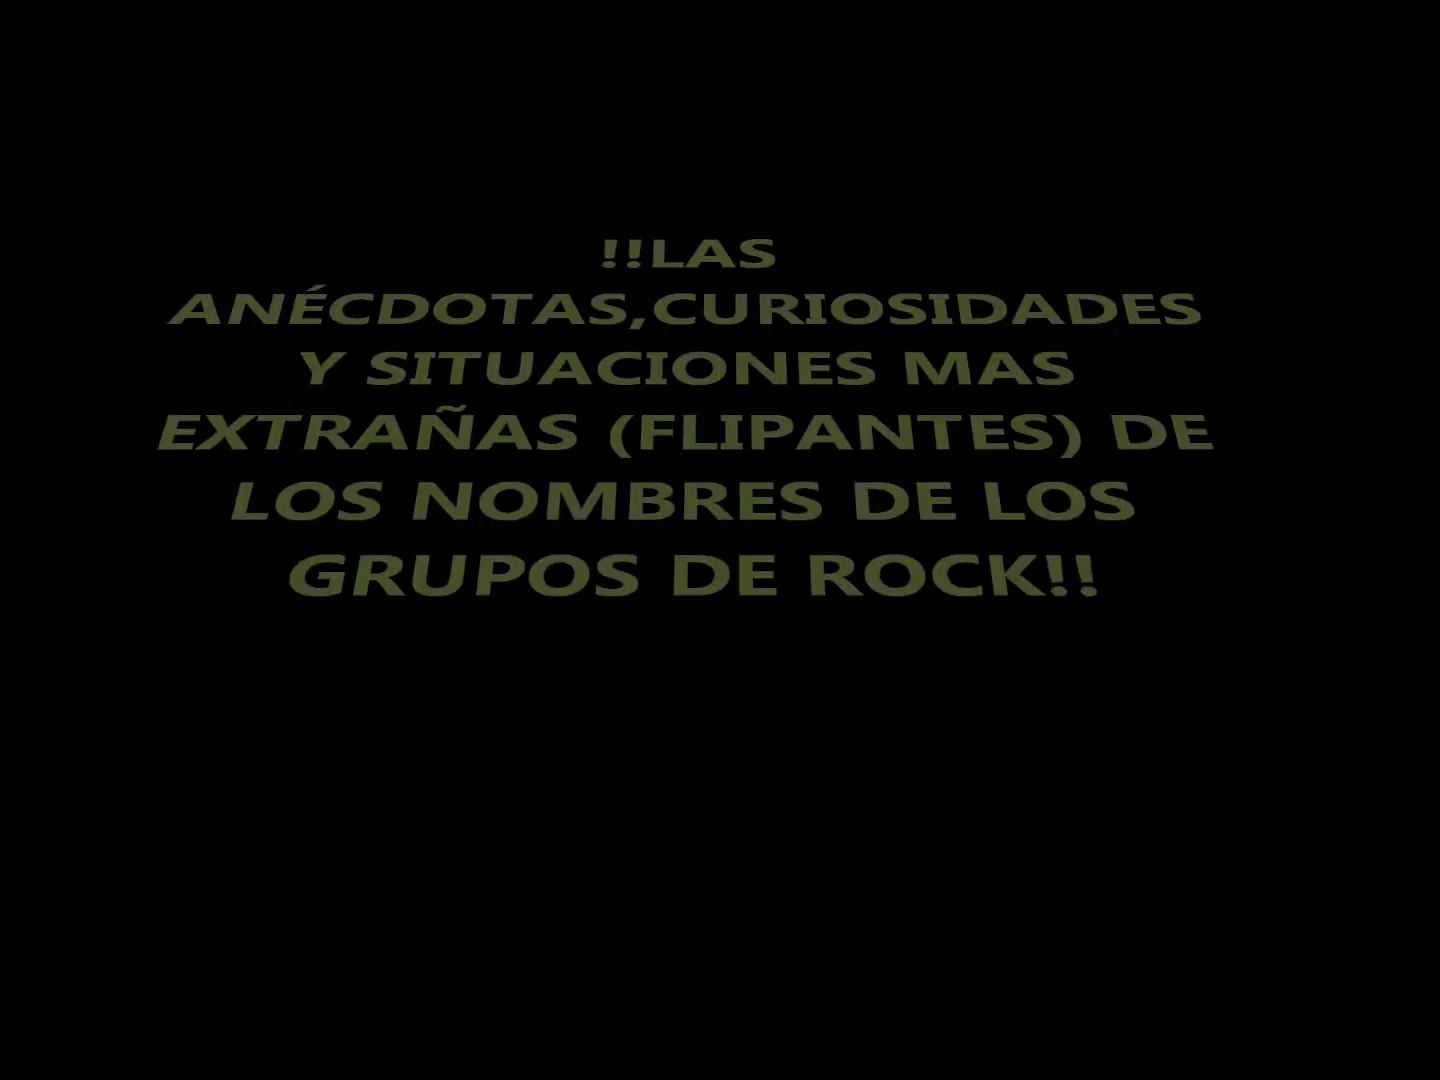 !!LAS
ANÉCDOTAS,CURIOSIDADES
Y SITUACIONES MAS
EXTRAÑAS (FLIPANTES) DE
LOS NOMBRES DE LOS
GRUPOS DE ROCK!!